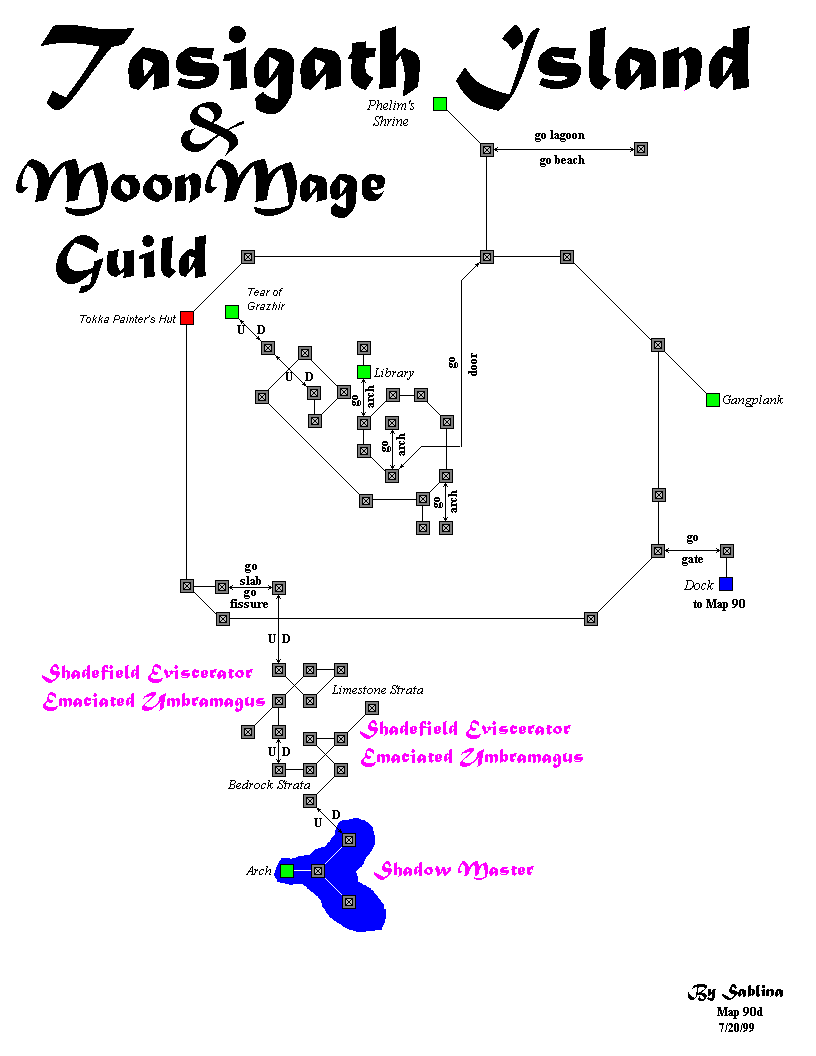 Tasigath Island
&
MoonMage
Guild
Phelim's
Shrine
go lagoon
go beach
Tear of
Grazhir
Tokka Painter's Hut
U D
U D
Library
go
arch
go
door
go
arch
go
arch
Gangplank
go
gate
Dock
to Map 90
go
slab
go
fissure
U D
Shadefield Eviscerator
Emaciated Umbramagus
Limestone Strata
Shadefield Eviscerator
Emaciated Umbramagus
U D
Bedrock Strata
D
U
Arch
Shadow Master
By Sablina
Map 90d
7/20/99